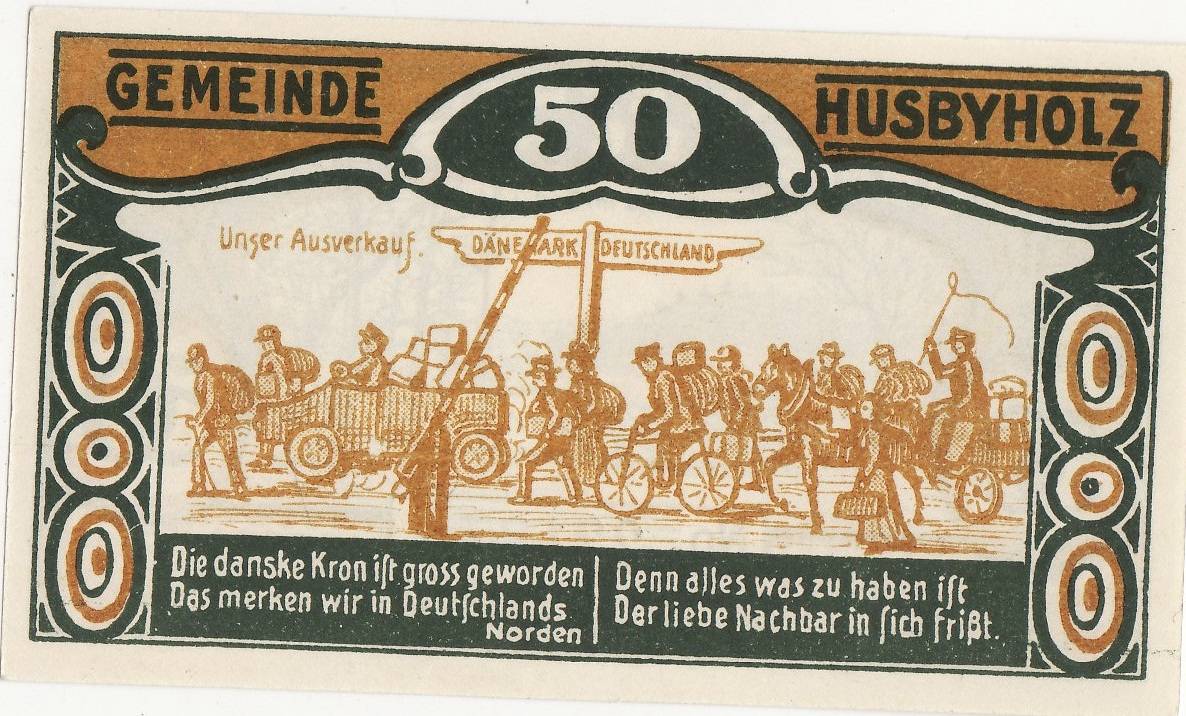 GEMEINDE
50
HUSBYHOLZ
Unser Ausverkauf.
DÄNEMARK DEUTSCHLAND
Die danske Kron iſt gross geworden
Das merken wir in Deutſchlands
Norden
Denn alles was zu haben iſt
Der liebe Nachbar in ſich frißt.